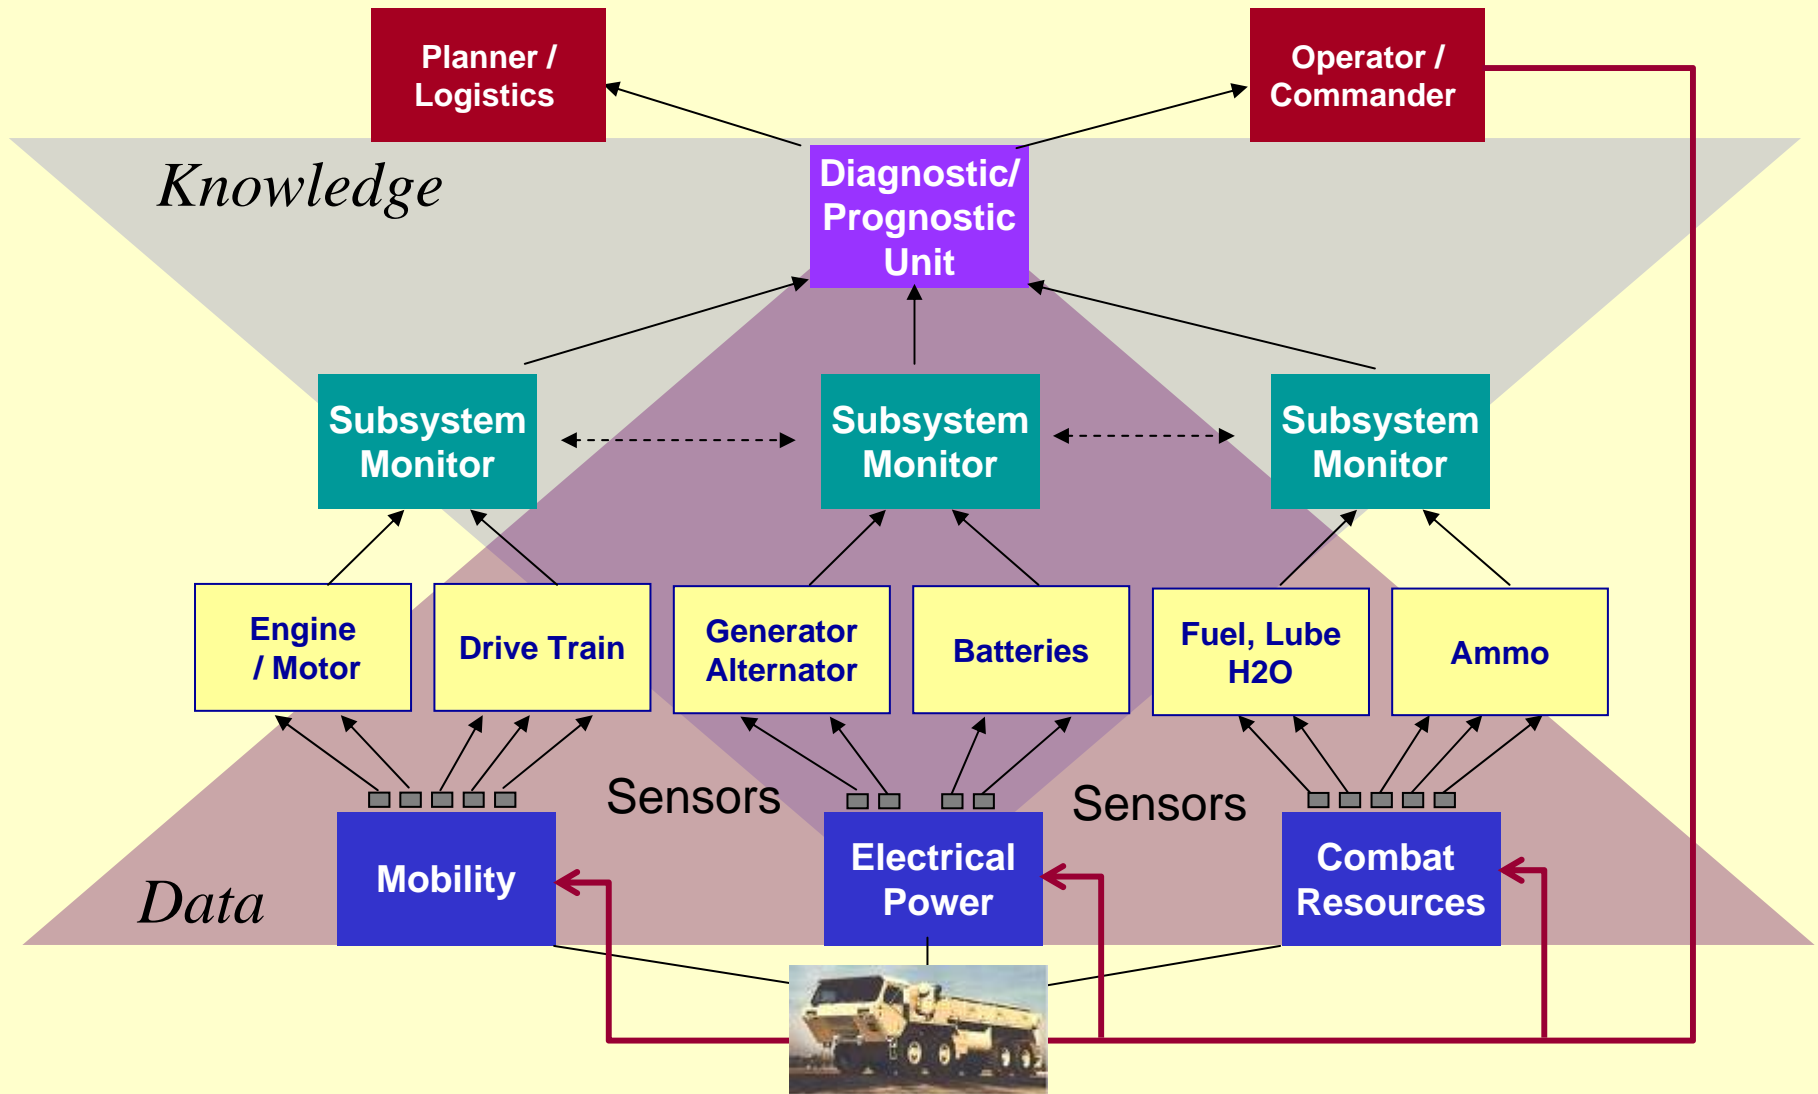 Planner /
Logistics
Operator /
Commander
Knowledge
Diagnostic/
Prognostic
Unit
Subsystem
Monitor
Subsystem
Monitor
Subsystem
Monitor
Engine
/ Motor
Drive Train
Generator
Alternator
Batteries
Fuel, Lube
H2O
Ammo
Sensors
Sensors
Mobility
Electrical
Power
Combat
Resources
Data